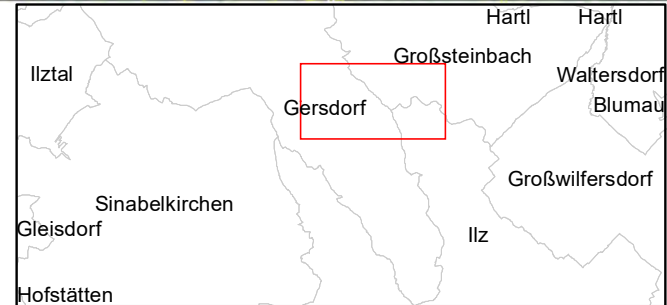 Hartl
Hartl
Großsteinbach
Ilztal
Waltersdorf
Blumau
Gersdorf
Großwilfersdorf
Sinabelkirchen
Gleisdorf
Ilz
Hofstätten